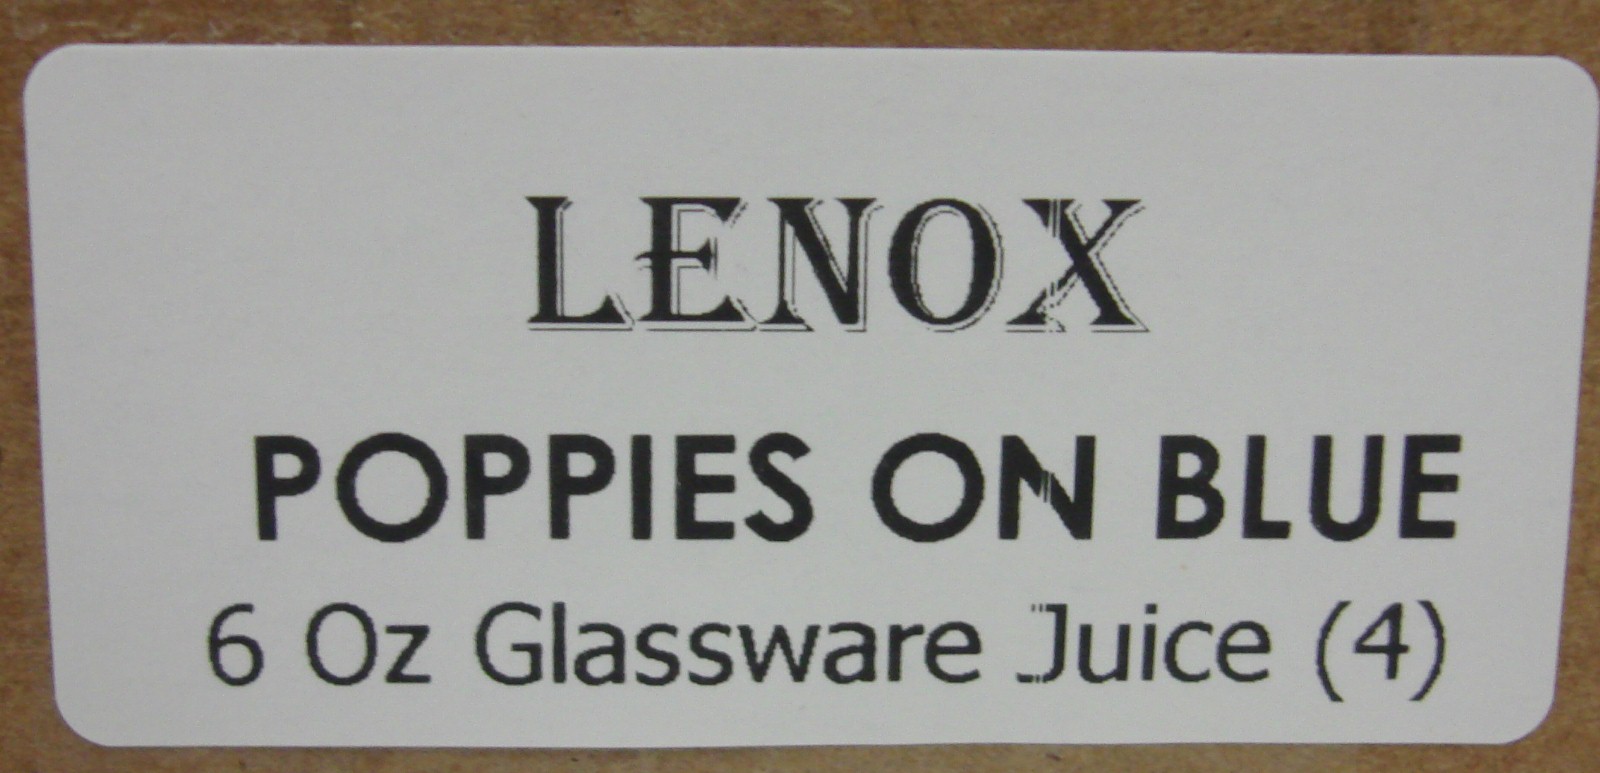 LENOX
POPPIES ON BLUE
6 Oz Glassware Juice (4)